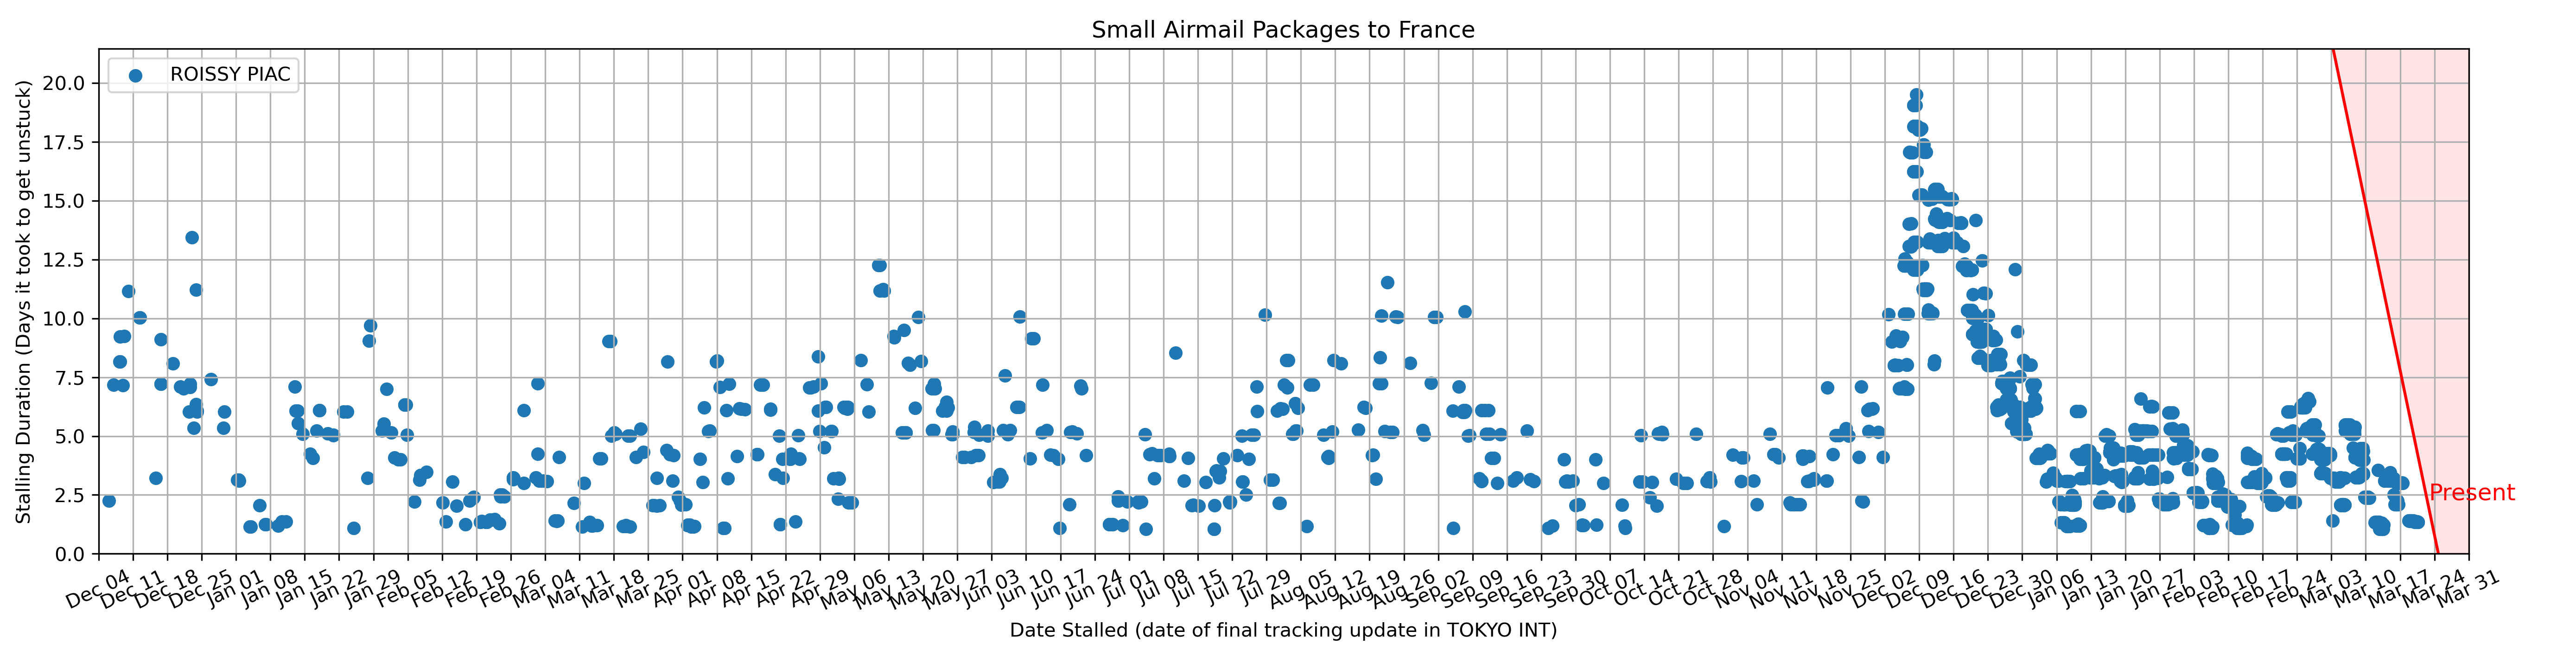 Small Airmail Packages to France
ROISSY PIAC
Stalling Duration (Days it took to get unstuck)
20.0
17.5
15.0
12.5
10.0
7.5
5.0
2.5
0.0
Present
Dec 04 Dec 11 Dec 18 Dec 25 Jan 01 Jan 08 Jan 15 Jan 22 Jan 29 Feb 05 Feb 12 Feb 19 Feb 26 Mar 04 Mar 11 Mar 18 Mar 25 Apr 01 Apr 08 Apr 15 Apr 22 Apr 29 May 06 May 13 May 20 May 27 Jun 03 Jun 10 Jun 17 Jun 24 Jul 01 Jul 08 Jul 15 Jul 22 Jul 29 Aug 05 Aug 12 Aug 19 Aug 26 Sep 02 Sep 09 Sep 16 Sep 23 Sep 30 Oct 07 Oct 14 Oct 21 Oct 28 Nov 04 Nov 11 Nov 18 Nov 25 Dec 02 Dec 09 Dec 16 Dec 23 Dec 30 Jan 06 Jan 13 Jan 20 Jan 27 Feb 03 Feb 10 Feb 17 Feb 24 Mar 03 Mar 10 Mar 17 Mar 24 Mar 31
Date Stalled (date of final tracking update in TOKYO INT)